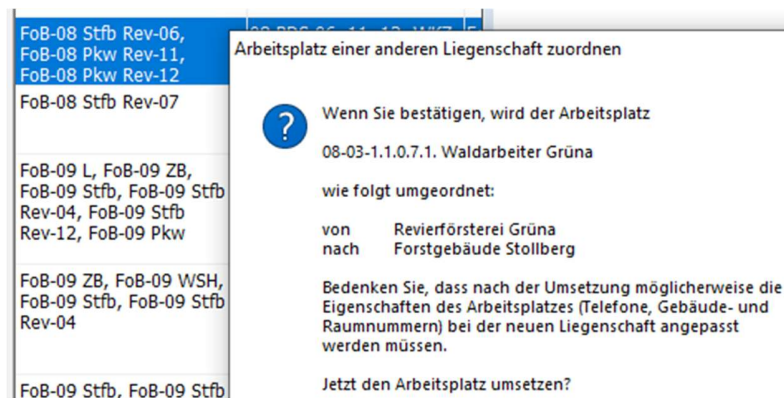 FoB-08 Stfb Rev-06,
FoB-08 Pkw Rev-11,
FoB-08 Pkw Rev-12
FoB-08 Stfb Rev-07
FoB-09 L, FoB-09 ZB,
FoB-09 Stfb, FoB-09 Stfb
Rev-04, FoB-09 Stfb
Rev-12, FoB-09 Pkw
FoB-09 ZB, FoB-09 WSH,
FoB-09 Stfb, FoB-09 Stfb
Rev-04
FoB-09 Stfb, FoB-09 Stfb
Arbeitsplatz einer anderen Liegenschaft zuordnen
Wenn Sie bestätigen, wird der Arbeitsplatz
08-03-1.1.0.7.1. Waldarbeiter Grüna
wie folgt umgeordnet:
von Revierförsterei Grüna
nach Forstgebäude Stollberg
Bedenken Sie, dass nach der Umsetzung möglicherweise die
Eigenschaften des Arbeitsplatzes (Telefone, Gebäude- und
Raumnummern) bei der neuen Liegenschaft angepasst
werden müssen.
Jetzt den Arbeitsplatz umsetzen?